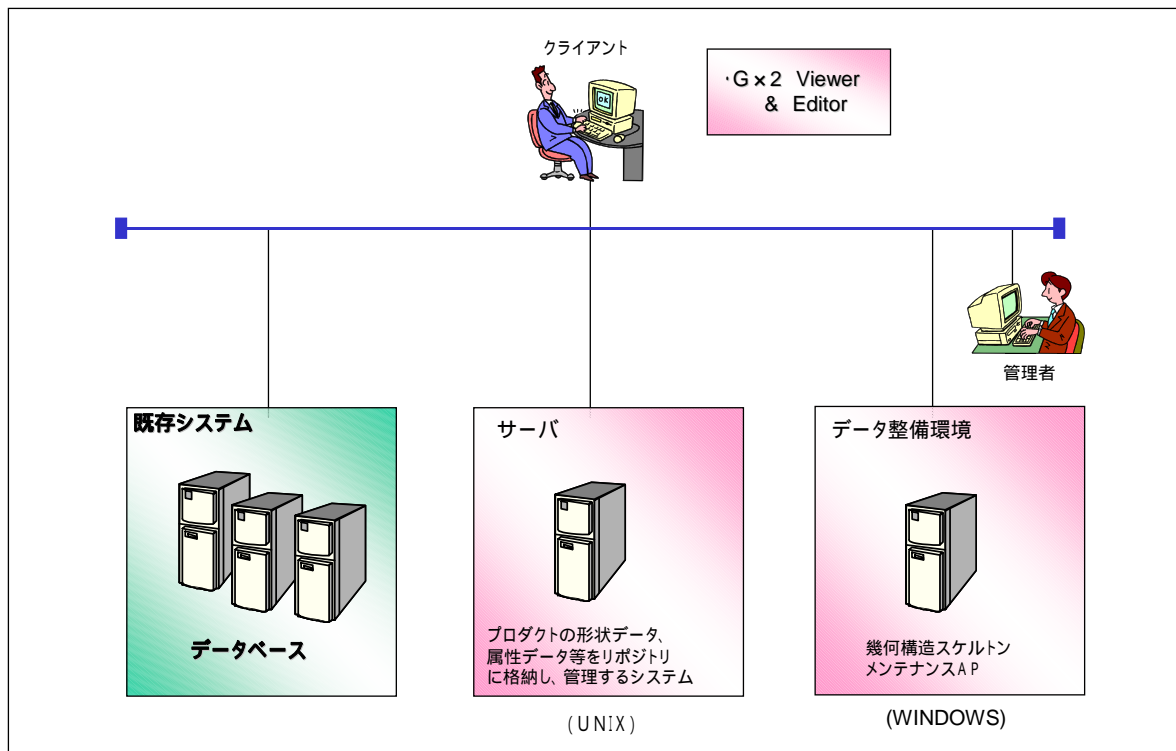 クライアント
・G×2 Viewer
& Editor
OK
管理者
既存システム
データベース
サーバ
プロダクトの形状データ、
属性データ等をリポジトリ
に格納し、管理するシステム
(UNIX)
データ整備環境
幾何構造スケルトン
メンテナンスAP
(WINDOWS)